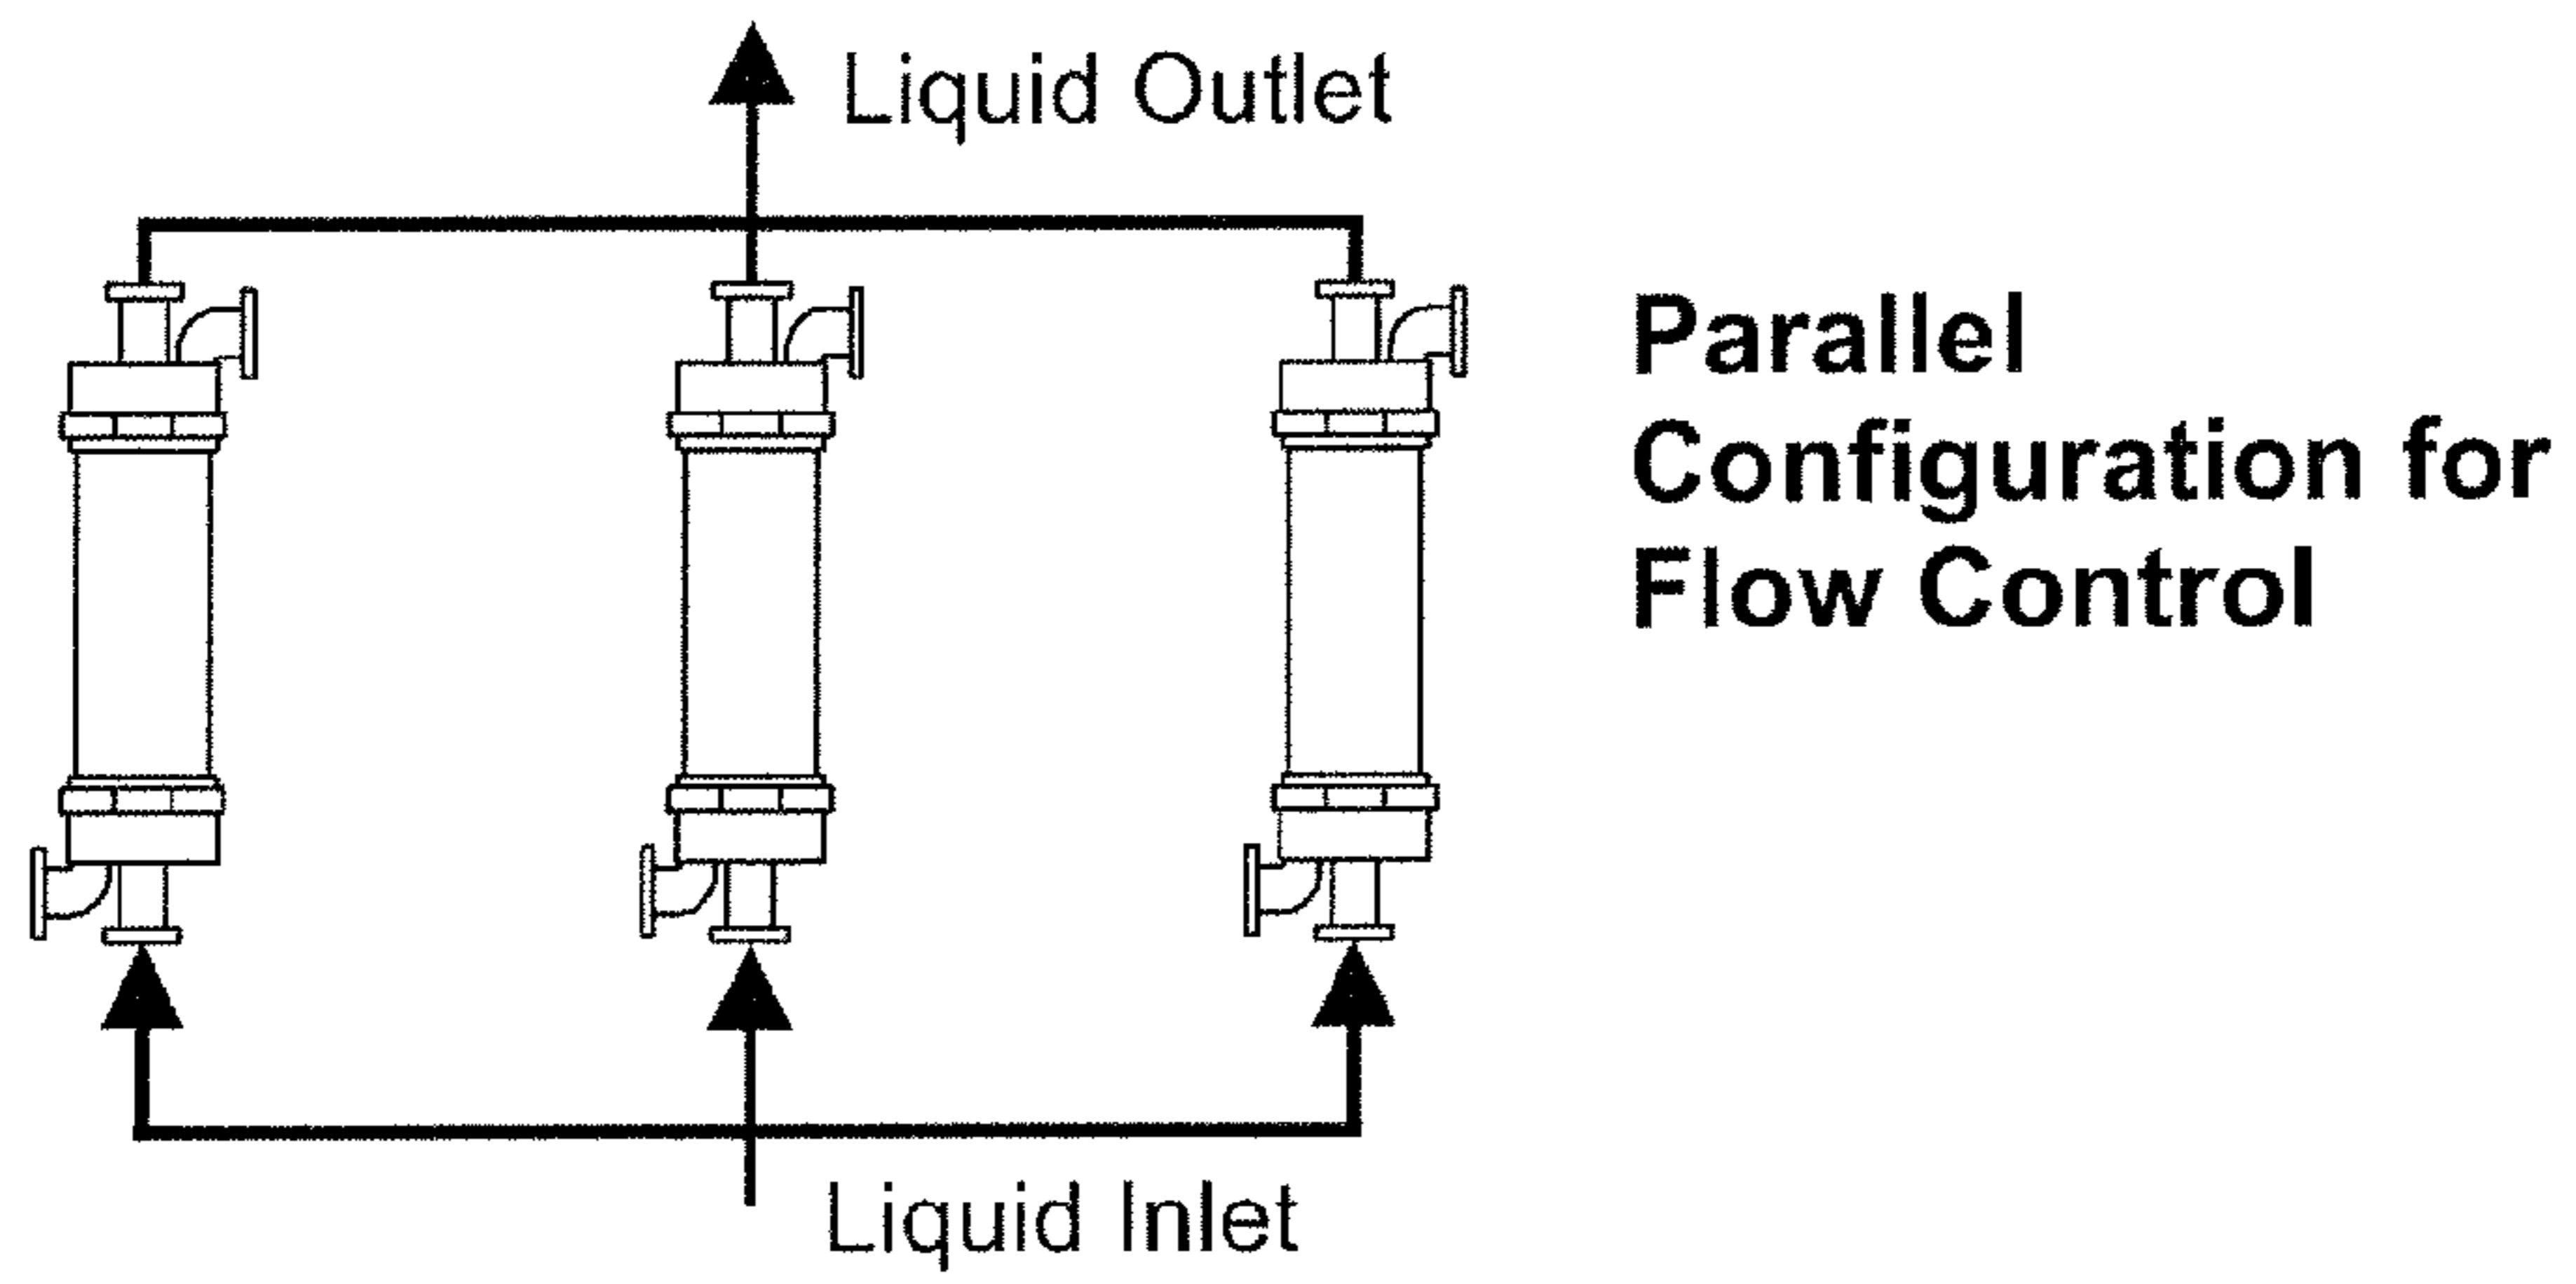 Liquid Outlet
Parallel
Configuration for
Flow Control
Liquid Inlet